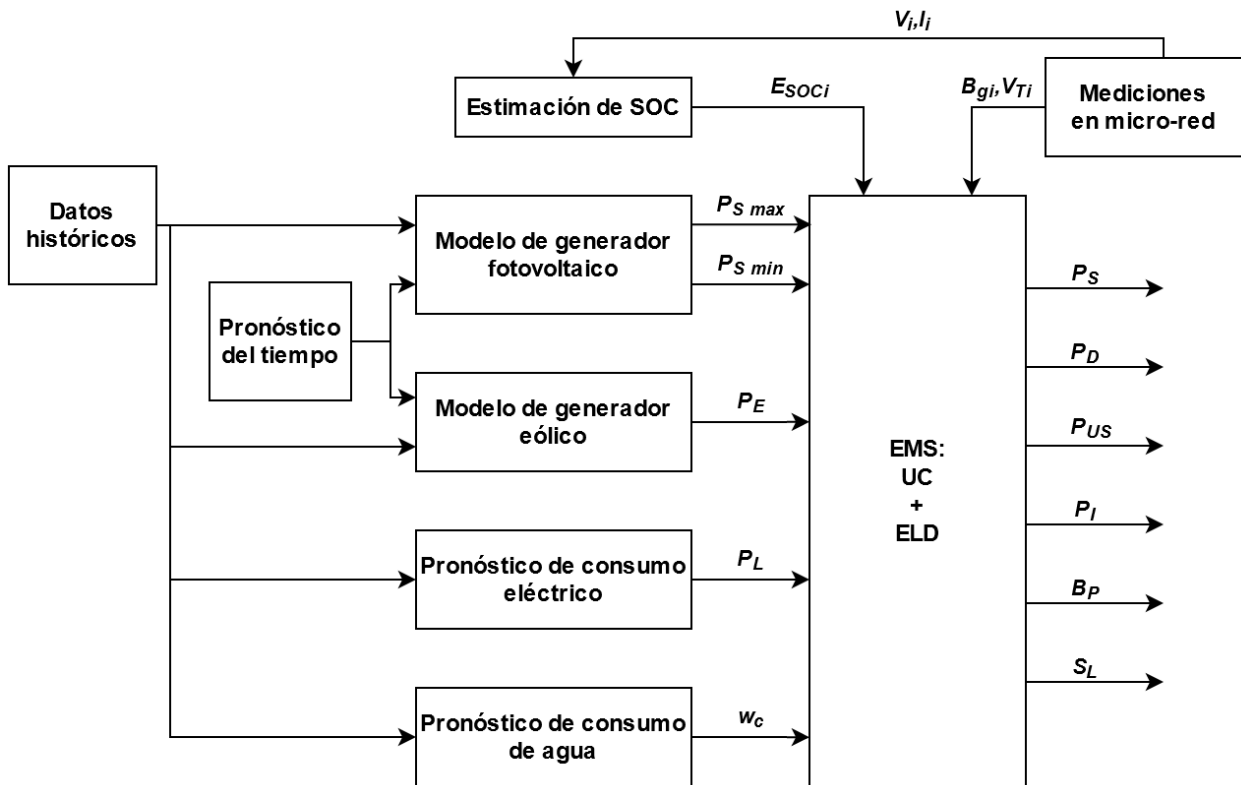 V_i,I_i
Estimación de SOC
E_SOCi
B_gi,V_Ti
Mediciones
en micro-red
Datos
históricos
Modelo de generador
fotovoltaico
P_S max
P_S min
Pronóstico
del tiempo
Modelo de generador
eólico
P_E
Pronóstico de consumo
eléctrico
P_L
Pronóstico de consumo
de agua
w_c
EMS:
UC
+
ELD
P_S
P_D
P_US
P_I
B_P
S_L